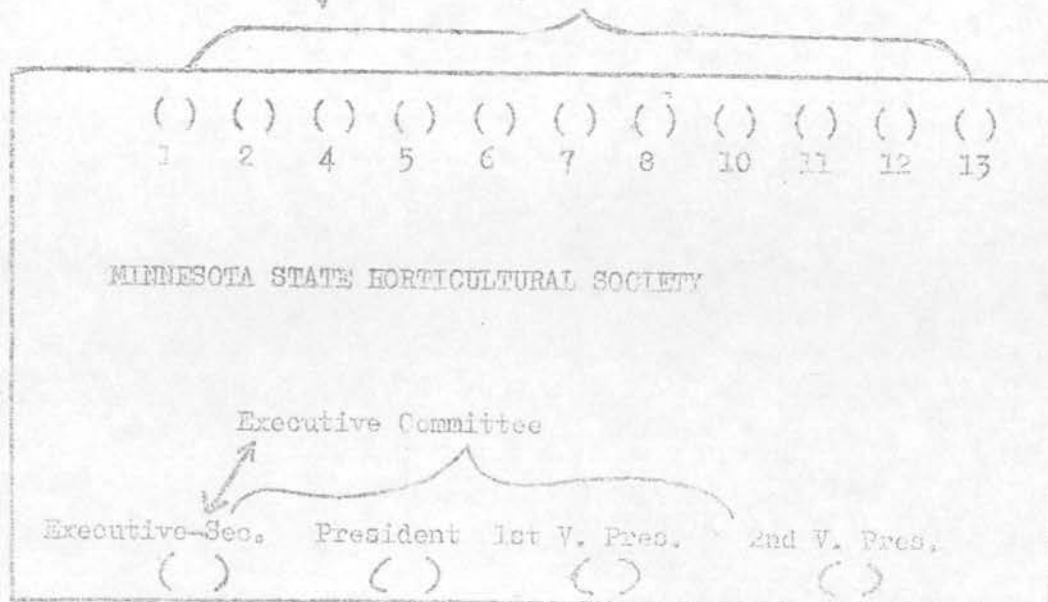 ( ) ( ) ( ) ( ) ( ) ( ) ( ) ( ) ( ) ( ) ( )
1 2 4 5 6 7 8 10 11 12 13
MINNESOTA STATE HORTICULTURAL SOCIETY
Executive Committee
Executive-Sec. President 1st V. Pres. 2nd V. Pres.
( ) ( ) ( ) ( )